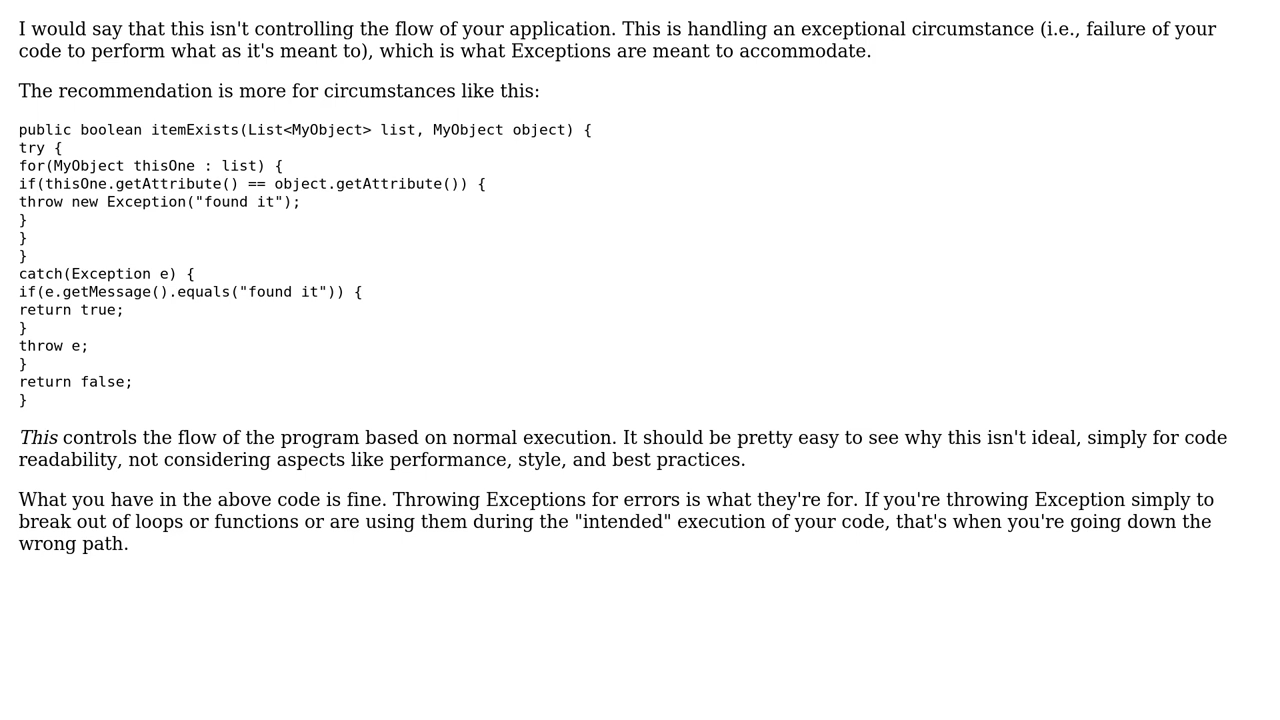 I would say that this isn't controlling the flow of your application. This is handling an exceptional circumstance (i.e., failure of your
code to perform what as it's meant to), which is what Exceptions are meant to accommodate.
The recommendation is more for circumstances like this:
public boolean itemExists(List<MyObject> list, MyObject object) {
try {
for(MyObject thisOne : list) {
if(thisOne.getAttribute() == object.getAttribute()) {
throw new Exception("found it");
}
}
}
catch(Exception e) {
if(e.getMessage().equals("found it")) {
return true;
}
throw e;
}
return false;
}
This controls the flow of the program based on normal execution. It should be pretty easy to see why this isn't ideal, simply for code
readability, not considering aspects like performance, style, and best practices.
What you have in the above code is fine. Throwing Exceptions for errors is what they're for. If you're throwing Exception simply to
break out of loops or functions or are using them during the "intended" execution of your code, that's when you're going down the
wrong path.